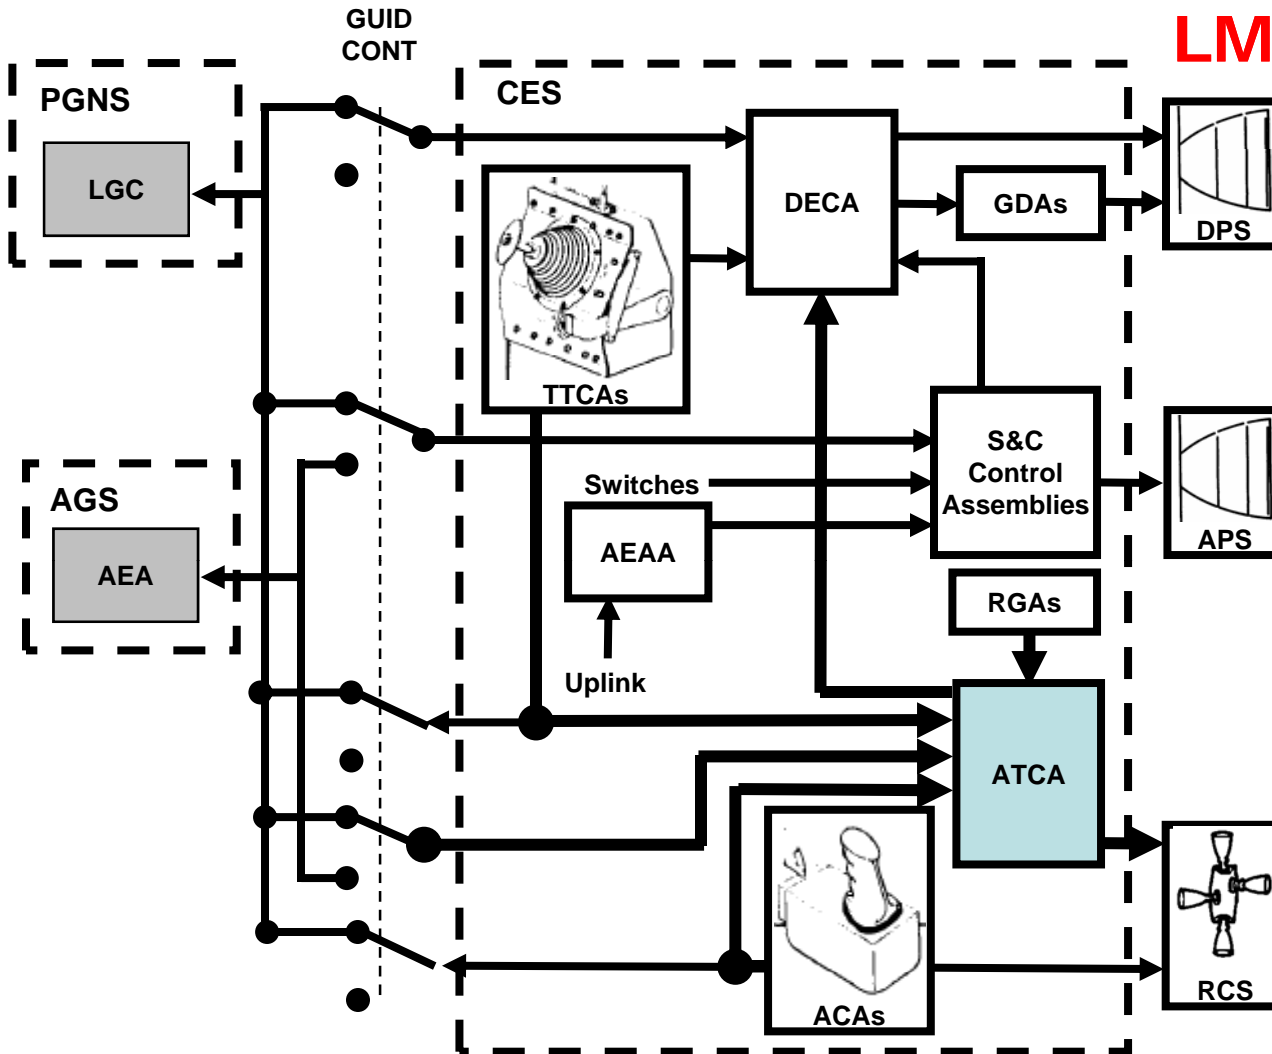 GUID
CONT
LM
PGNS
CES
LGC
DECA
GDAs
DPS
TTCAs
S&C
Control
Assemblies
Switches
AGS
AEAA
APS
AEA
RGAs
Uplink
ATCA
RCS
ACAs